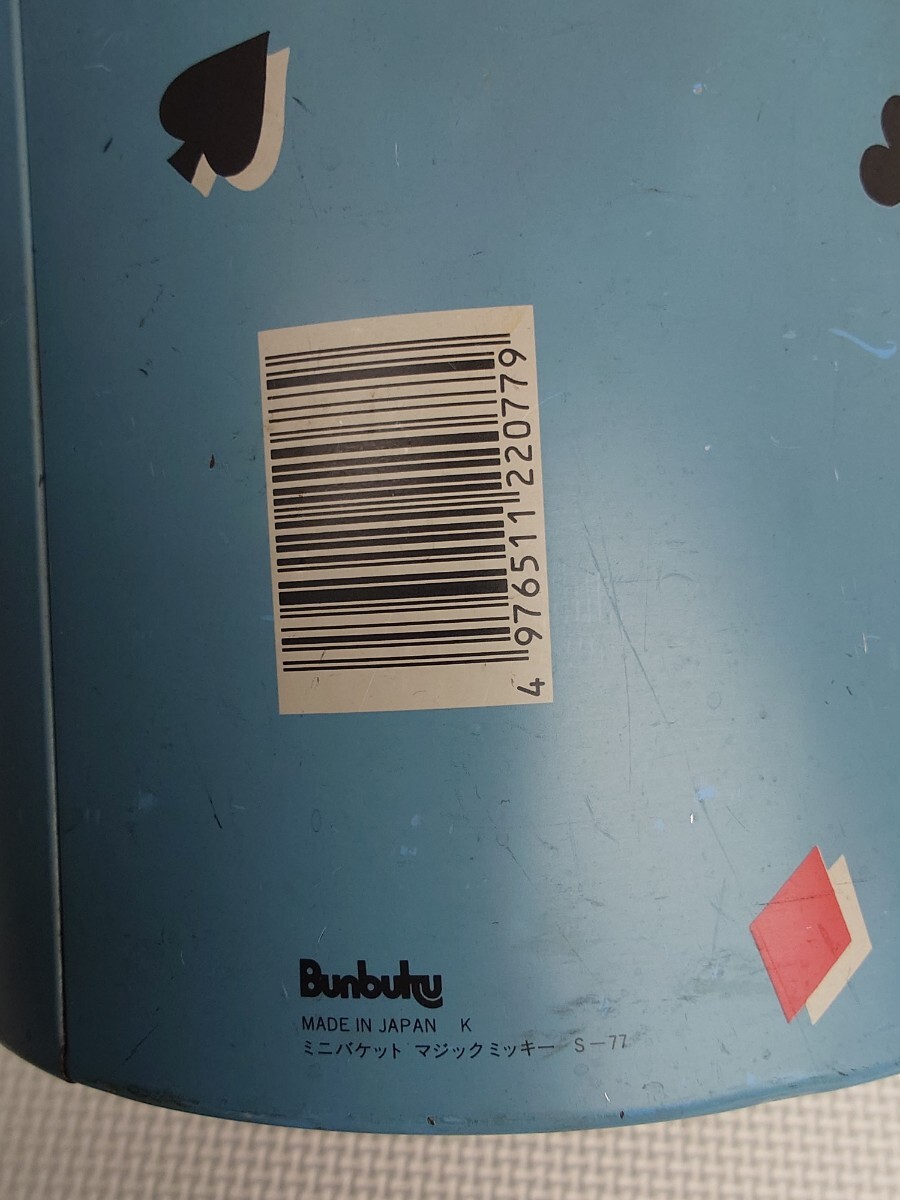 4 976511 220779
Bunbuku
MADE IN JAPAN K
ミニバケット マジックミッキー S-77